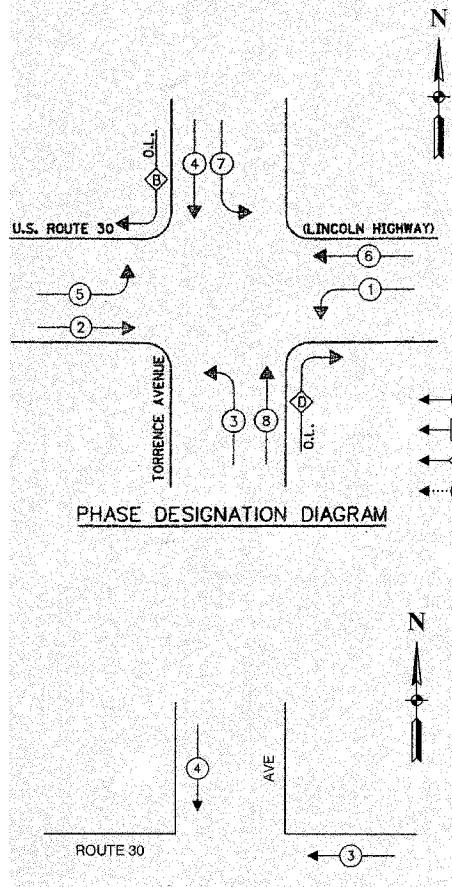 N
O.L.
B
4
7
U.S. ROUTE 30
(LINCOLN HIGHWAY)
6
5
1
2
TORRENCE AVENUE
3
8
D
O.L.
PHASE DESIGNATION DIAGRAM
N
4
AVE
ROUTE 30
3